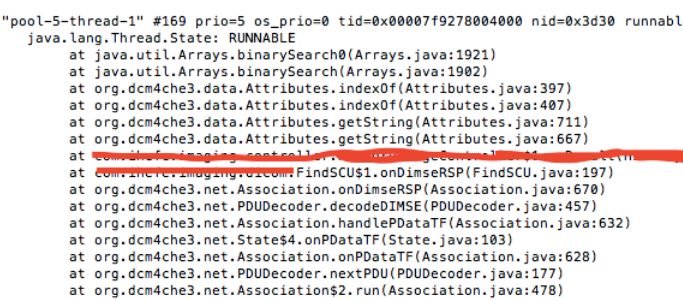 "pool-5-thread-1" #169 prio=5 os_prio=0 tid=0x00007f9278004000 nid=0x3d30 runnabl
java.lang.Thread.State: RUNNABLE
at java.util.Arrays.binarySearch0(Arrays.java:1921)
at java.util.Arrays.binarySearch(Arrays.java:1902)
at org.dcm4che3.data.Attributes.indexOf(Attributes.java:397)
at org.dcm4che3.data.Attributes.indexOf(Attributes.java:407)
at org.dcm4che3.data.Attributes.getString(Attributes.java:711)
at org.dcm4che3.data.Attributes.getString(Attributes.java:667)
at
at FindSCU$1.onDimseRSP(FindSCU.java:197)
at org.dcm4che3.net.Association.onDimseRSP(Association.java:670)
at org.dcm4che3.net.PDUDecoder.decodeDIMSE(PDUDecoder.java:457)
at org.dcm4che3.net.Association.handlePDataTF(Association.java:632)
at org.dcm4che3.net.State$4.onPDataTF(State.java:103)
at org.dcm4che3.net.Association.onPDataTF(Association.java:628)
at org.dcm4che3.net.PDUDecoder.nextPDU(PDUDecoder.java:177)
at org.dcm4che3.net.Association$2.run(Association.java:478)